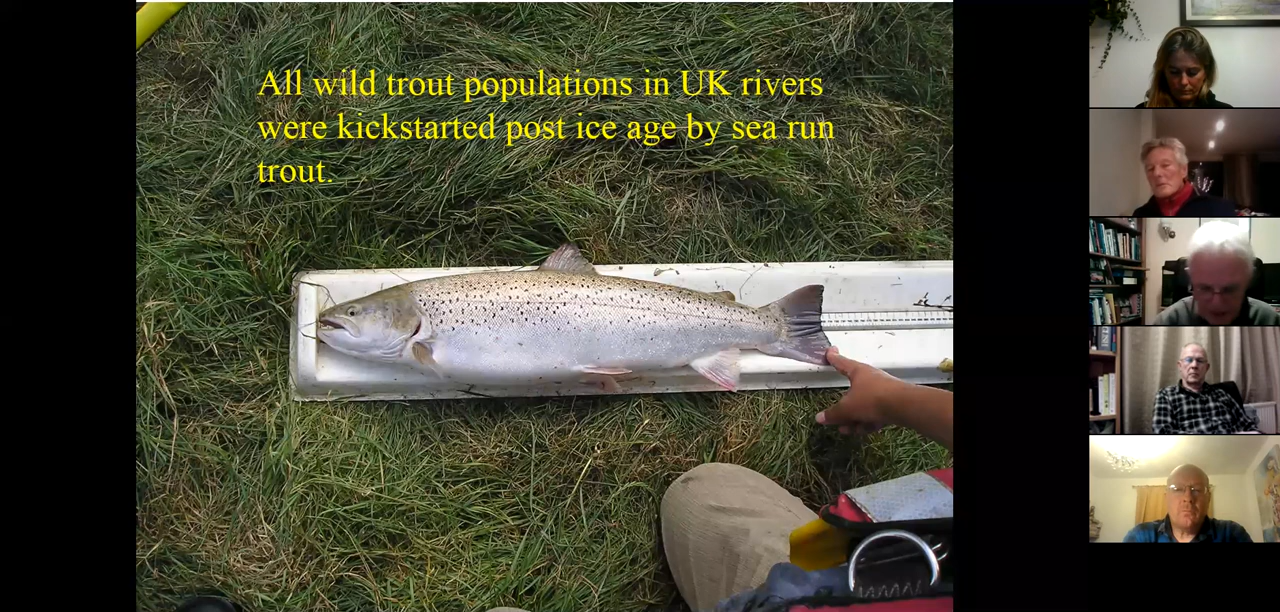 All wild trout populations in UK rivers
were kickstarted post ice age by sea run
trout.